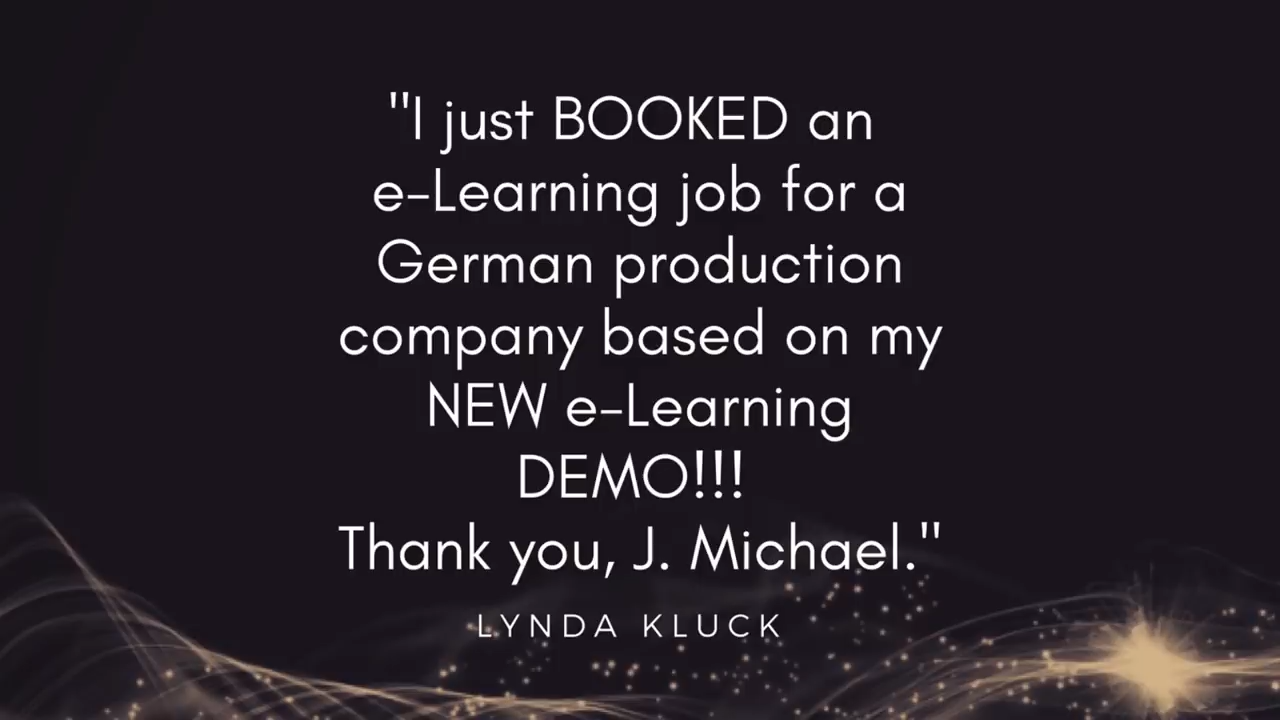 "I just BOOKED an
e-Learning job for a
German production
company based on my
NEW e-Learning
DEMO!!!
Thank you, J. Michael."
LYNDA KLUCK